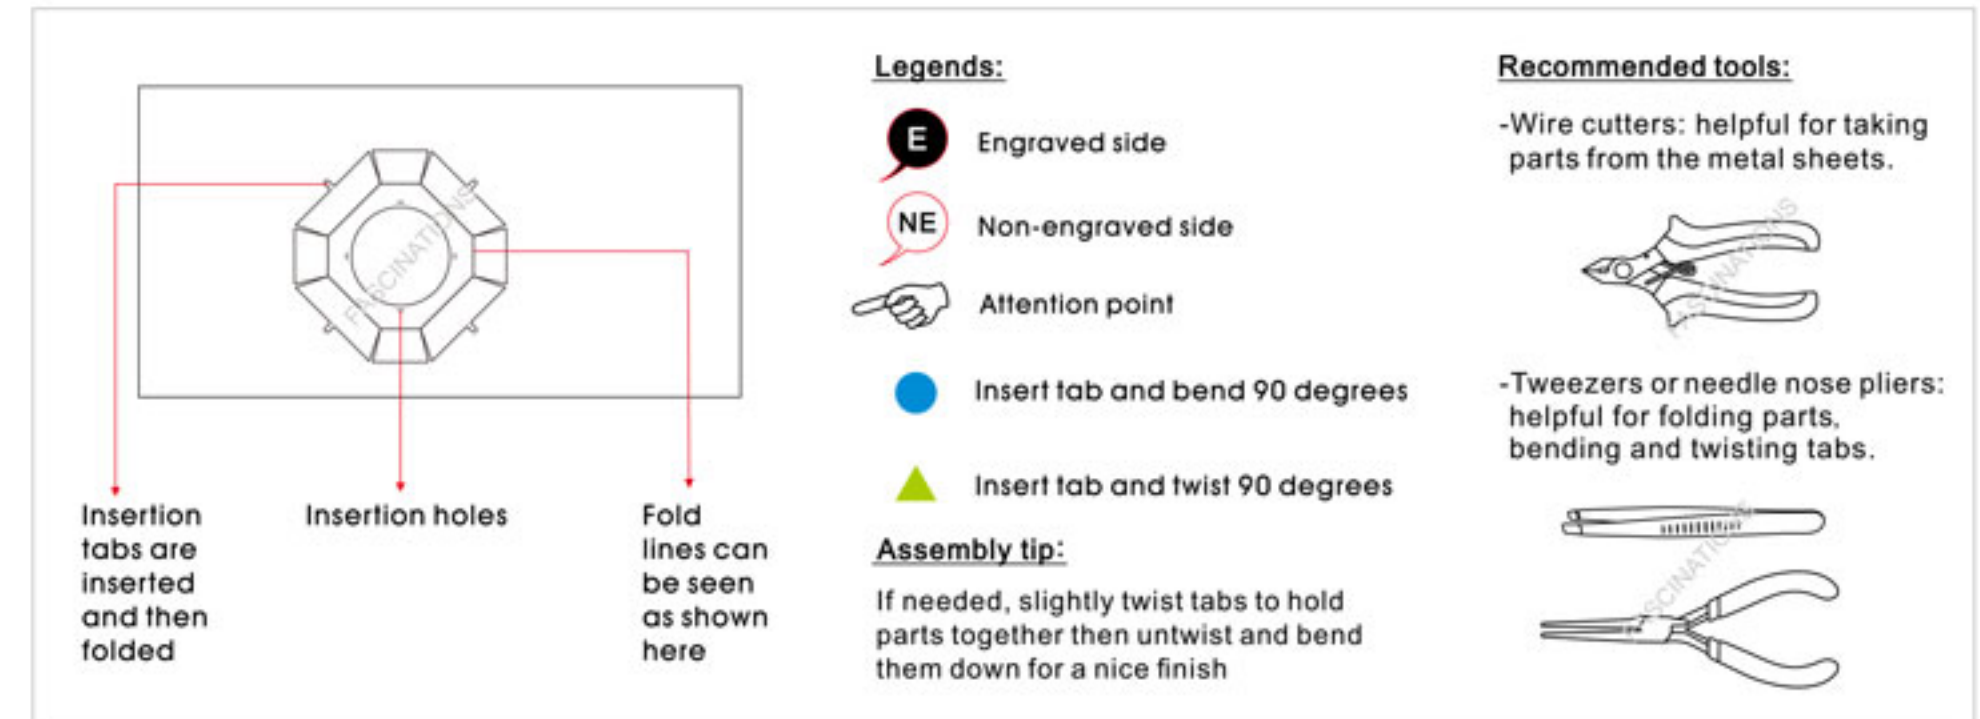 Insertion
tabs are
inserted
and then
folded
Insertion holes
Fold
lines can
be seen
as shown
here
FASCINATIONS
Legends:
E
Engraved side
NE
Non-engraved side
Attention point
Insert tab and bend 90 degrees
Insert tab and twist 90 degrees
Assembly tip:
If needed, slightly twist tabs to hold
parts together then untwist and bend
them down for a nice finish
Recommended tools:
-Wire cutters: helpful for taking
parts from the metal sheets.
FASCINATIONS
-Tweezers or needle nose pliers:
helpful for folding parts,
bending and twisting tabs.
FASCINATIONS